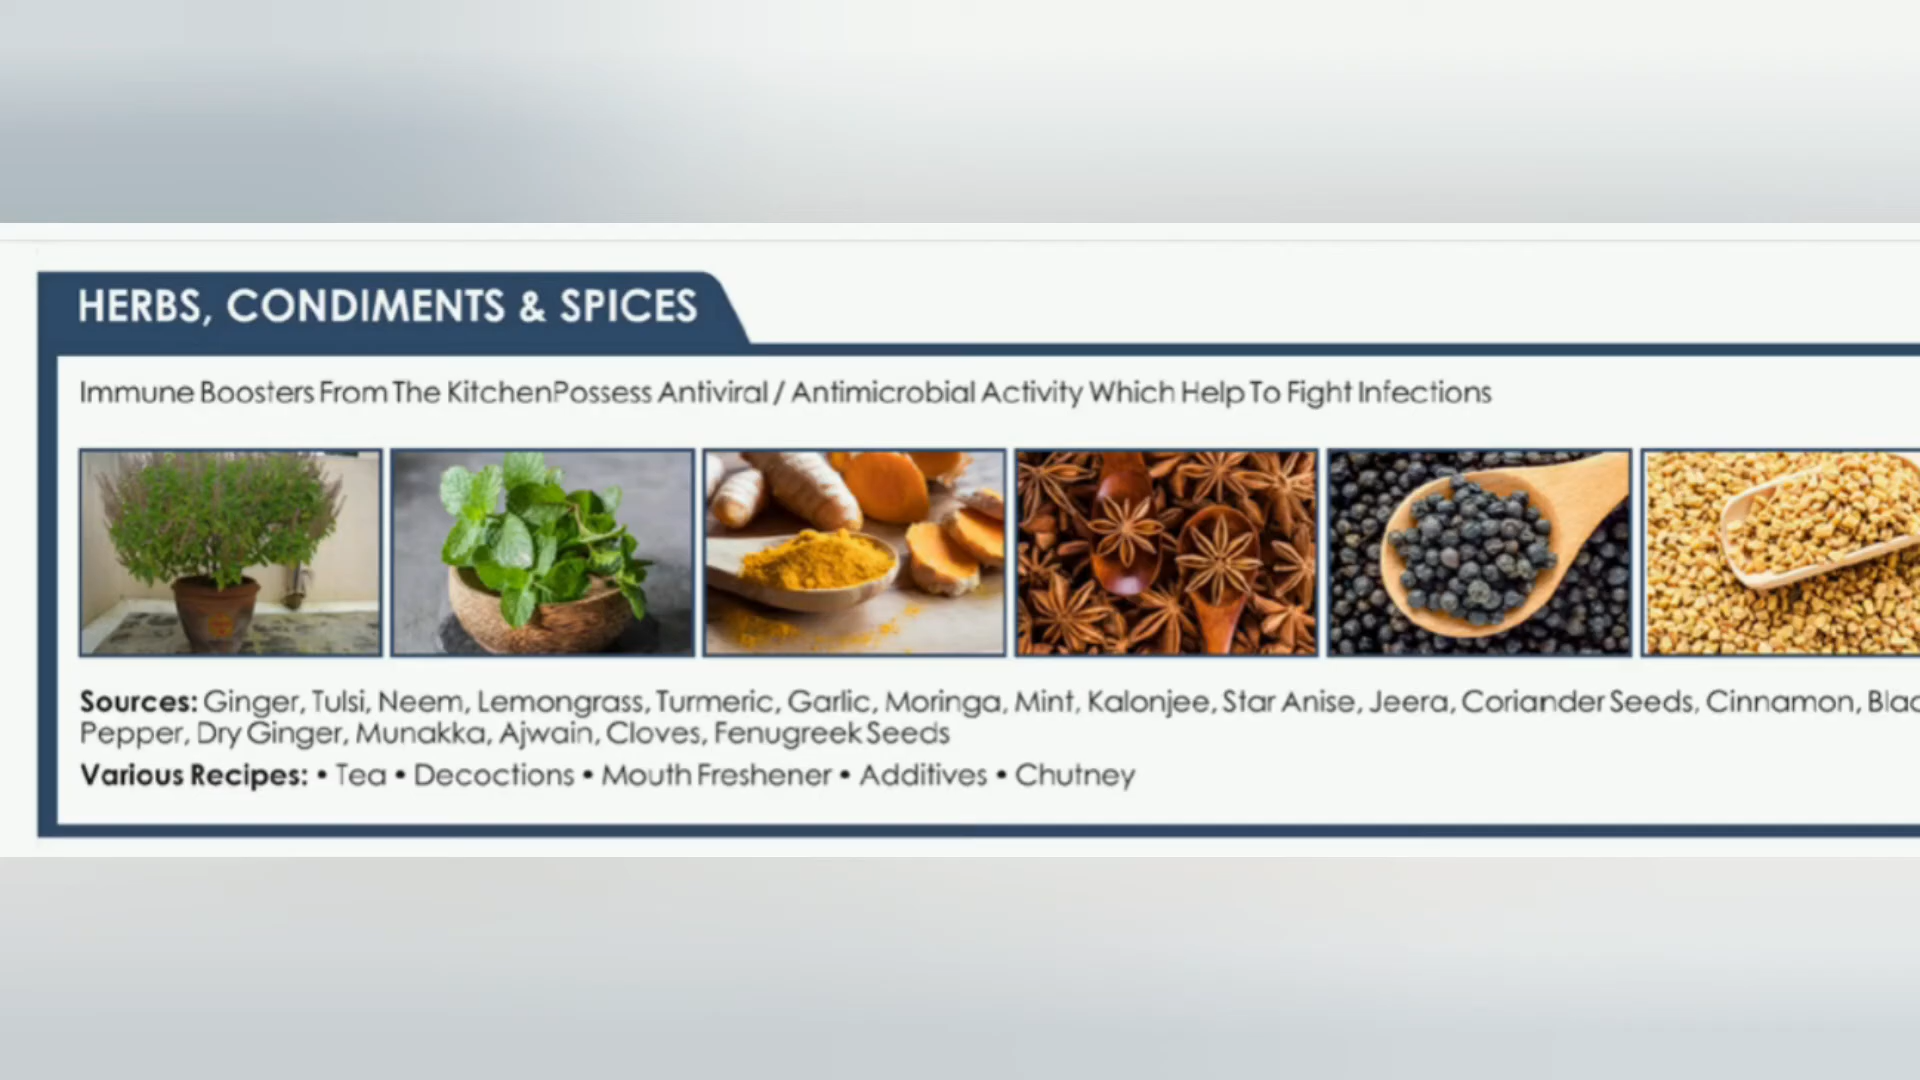 HERBS, CONDIMENTS & SPICES
Immune Boosters From The KitchenPossess Antiviral / Antimicrobial Activity Which Help To Fight Infections
Sources: Ginger, Tulsi, Neem, Lemongrass, Turmeric, Garlic, Moringa, Mint, Kalonjee, Star Anise, Jeera, Coriander Seeds, Cinnamon,
Pepper, Dry Ginger, Munakka, Ajwain, Cloves, Fenugreek Seeds
Various Recipes: • Tea • Decoctions • Mouth Freshener • Additives • Chutney